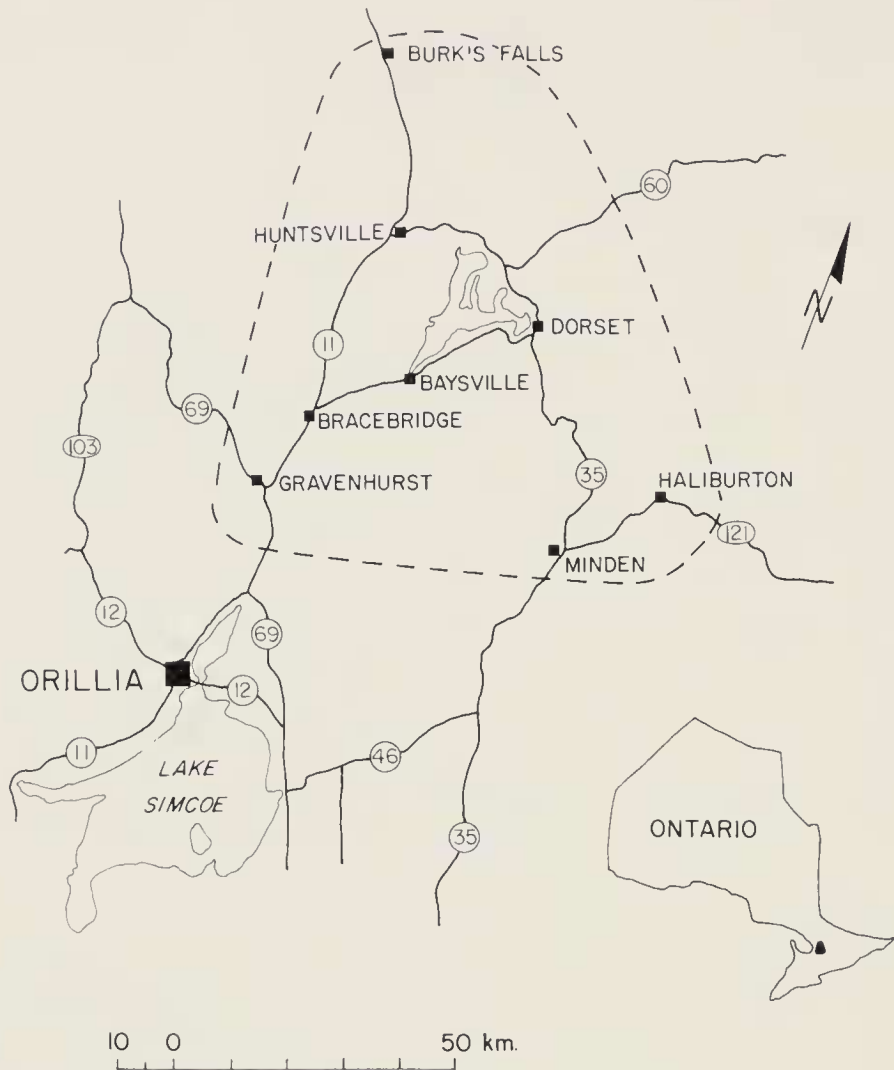 BURK'S FALLS
60
HUNTSVILLE
N
DORSET
11
BAYSVILLE
69
BRACEBRIDGE
103
GRAVENHURST
35
HALIBURTON
121
MINDEN
12
69
ORILLIA
12
11
46
LAKE
SIMCOE
35
ONTARIO
10 0 50 km.